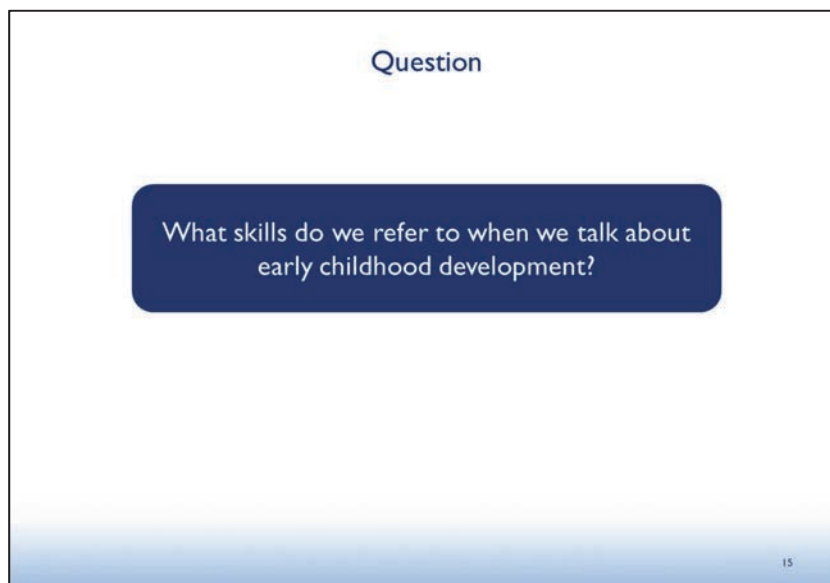 Question
What skills do we refer to when we talk about
early childhood development?
15